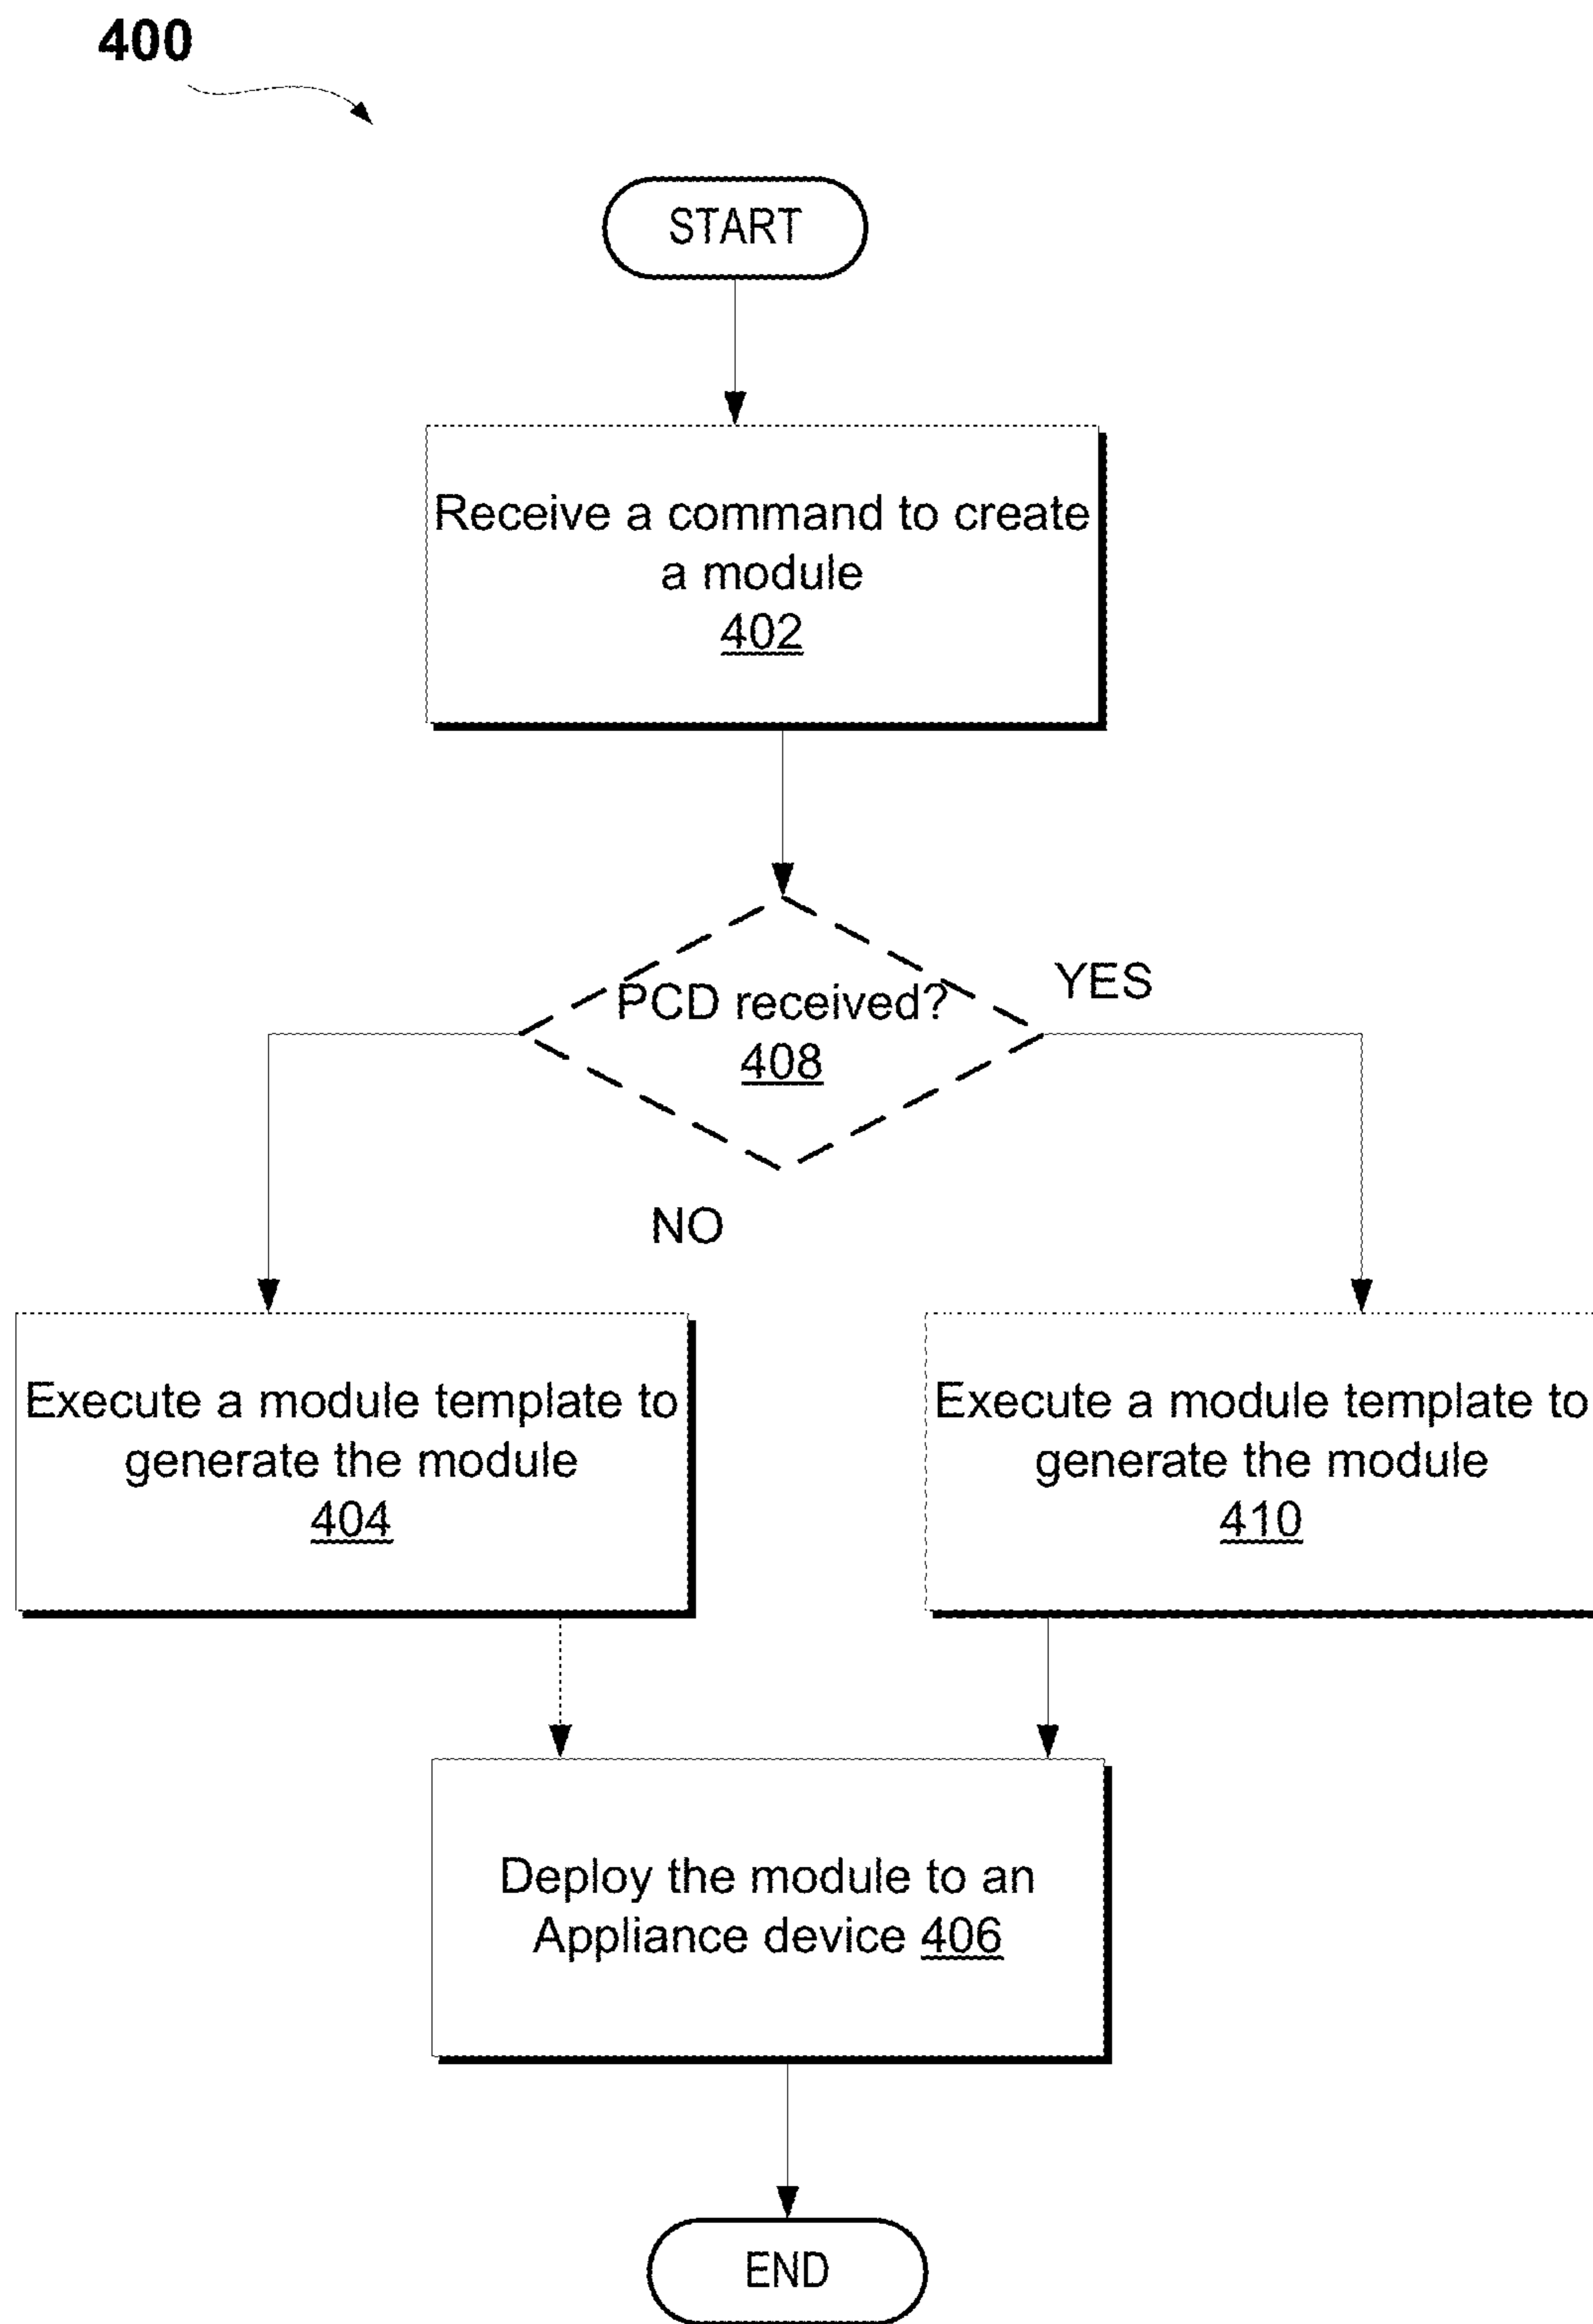 400
START
Receive a command to create
a module
402
PCD received?
408
YES
NO
Execute a module template to
generate the module
404
Execute a module template to
generate the module
410
Deploy the module to an
Appliance device 406
END